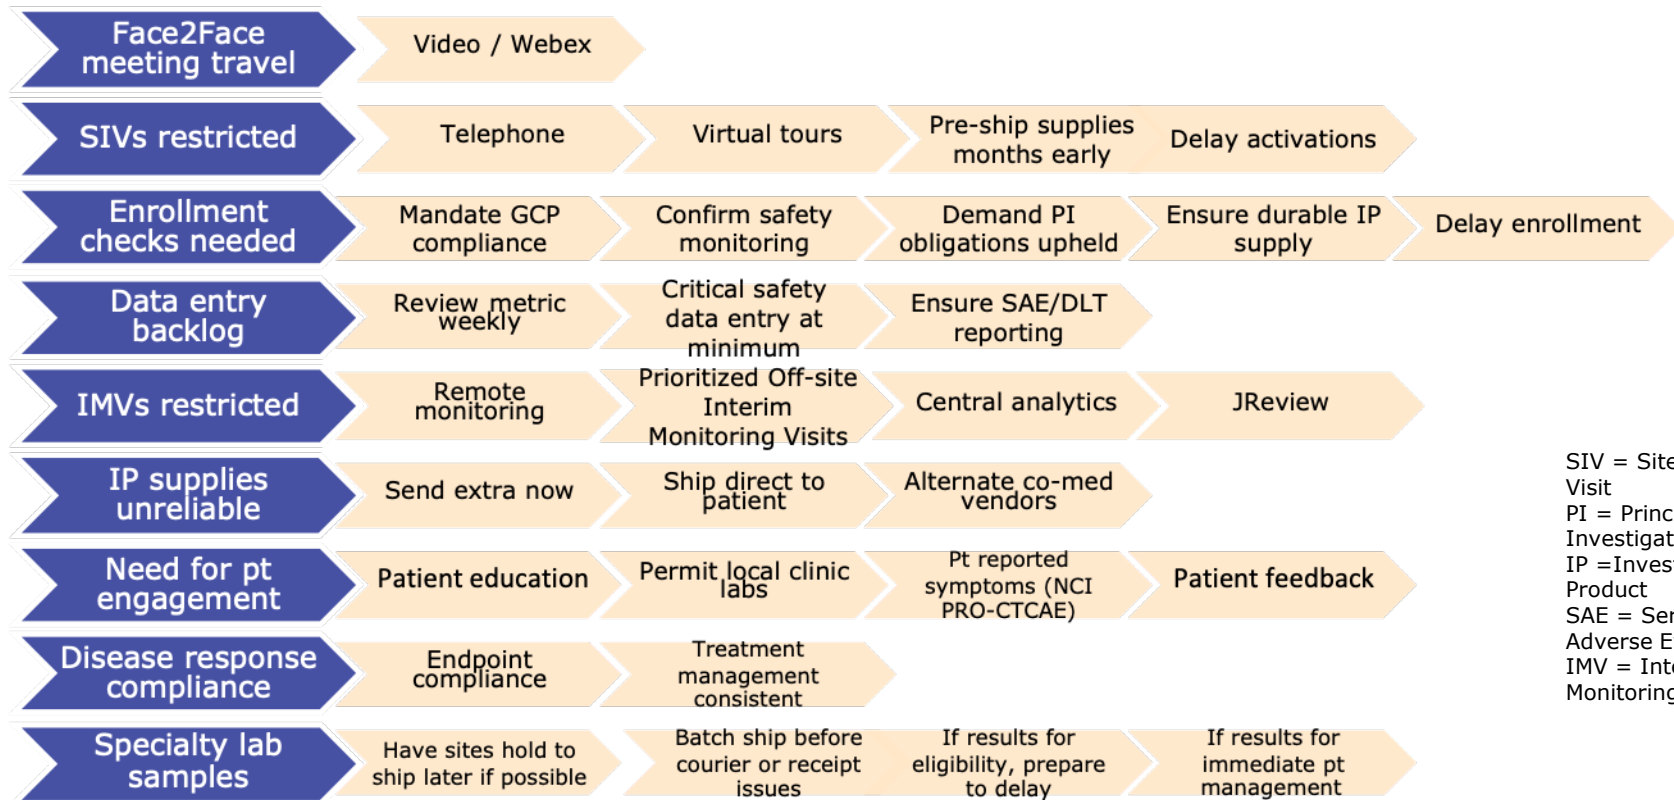 Face2Face
meeting travel
Video / Webex
SIVs restricted
Telephone
Virtual tours
Pre-ship supplies
months early
Delay activations
Enrollment
checks needed
Mandate GCP
compliance
Confirm safety
monitoring
Demand PI
obligations upheld
Ensure durable IP
supply
Delay enrollment
Data entry
backlog
Review metric
weekly
Critical safety
data entry at
minimum
Ensure SAE/DLT
reporting
IMVs restricted
Remote
monitoring
Prioritized Off-site
Interim
Monitoring Visits
Central analytics
JReview
IP supplies
unreliable
Send extra now
Ship direct to
patient
Alternate co-med
vendors
Need for pt
engagement
Patient education
Permit local clinic
labs
Pt reported
symptoms (NCI
PRO-CTCAE)
Patient feedback
Disease response
compliance
Endpoint
compliance
Treatment
management
consistent
Specialty lab
samples
Have sites hold to
ship later if possible
Batch ship before
courier or receipt
issues
If results for
eligibility, prepare
to delay
If results for
immediate pt
management
SIV = Site
Visit
PI = Princ
Investigat
IP =Invest
Product
SAE = Ser
Adverse E
IMV = Inte
Monitoring